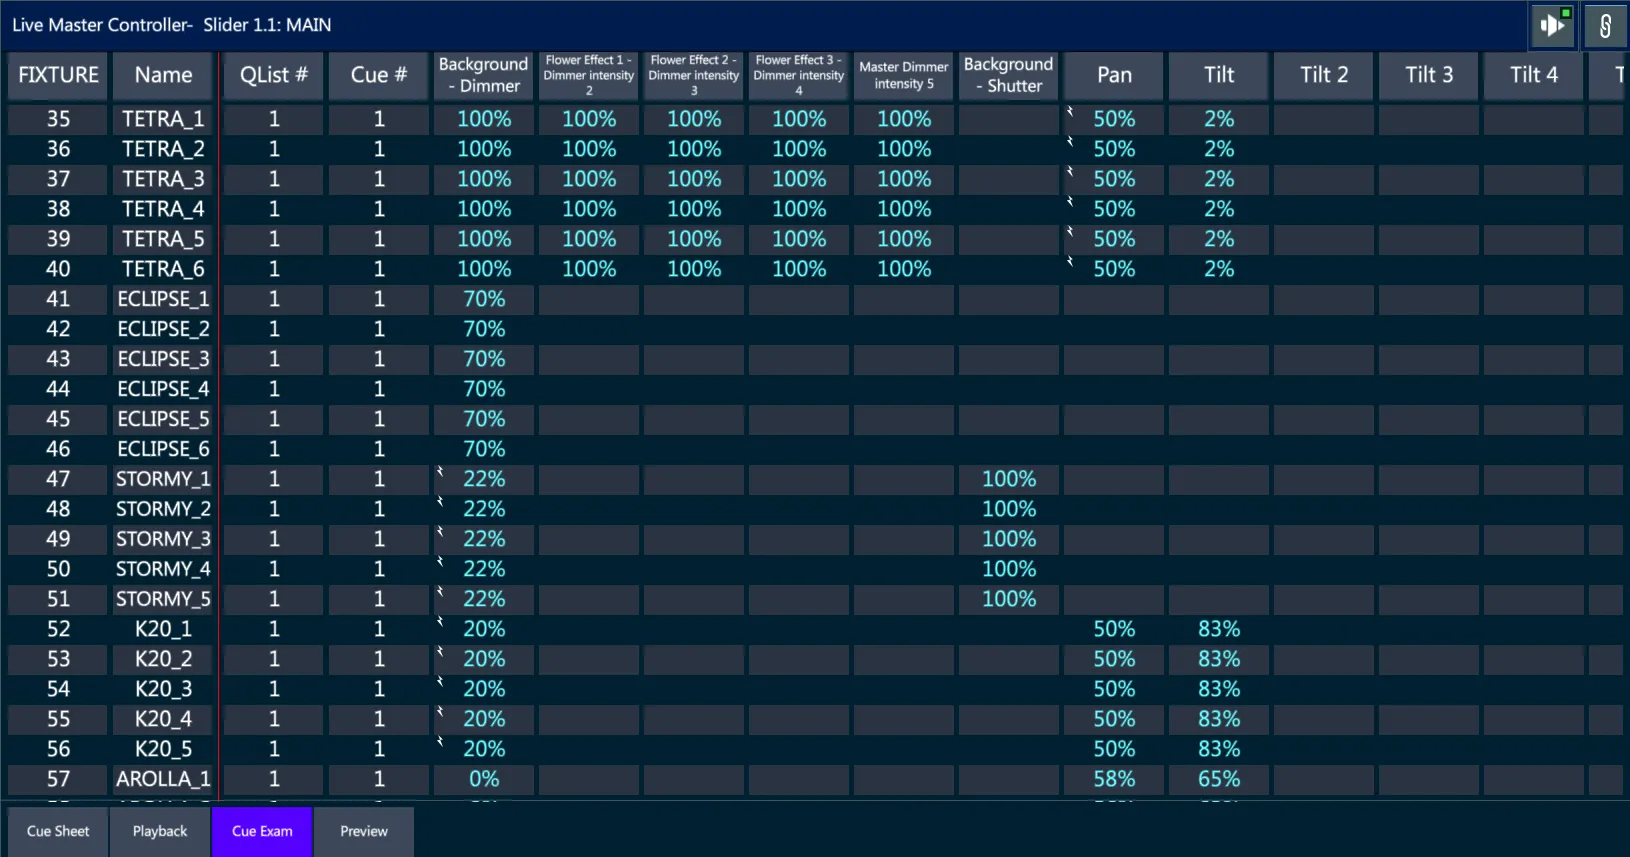 Live Master Controller-  Slider 1.1: MAIN
FIXTURE Name QList # Cue # Background - Dimmer Flower Effect 1 - Dimmer intensity 2 Flower Effect 2 - Dimmer intensity 3 Flower Effect 3 - Dimmer intensity 4 Master Dimmer intensity 5 Background - Shutter Pan Tilt Tilt 2 Tilt 3 Tilt 4
35 TETRA_1 1 1 100% 100% 100% 100% 100% 50% 2%
36 TETRA_2 1 1 100% 100% 100% 100% 100% 50% 2%
37 TETRA_3 1 1 100% 100% 100% 100% 100% 50% 2%
38 TETRA_4 1 1 100% 100% 100% 100% 100% 50% 2%
39 TETRA_5 1 1 100% 100% 100% 100% 100% 50% 2%
40 TETRA_6 1 1 100% 100% 100% 100% 100% 50% 2%
41 ECLIPSE_1 1 1 70%
42 ECLIPSE_2 1 1 70%
43 ECLIPSE_3 1 1 70%
44 ECLIPSE_4 1 1 70%
45 ECLIPSE_5 1 1 70%
46 ECLIPSE_6 1 1 70%
47 STORMY_1 1 1 22% 100%
48 STORMY_2 1 1 22% 100%
49 STORMY_3 1 1 22% 100%
50 STORMY_4 1 1 22% 100%
51 STORMY_5 1 1 22% 100%
52 K20_1 1 1 20% 50% 83%
53 K20_2 1 1 20% 50% 83%
54 K20_3 1 1 20% 50% 83%
55 K20_4 1 1 20% 50% 83%
56 K20_5 1 1 20% 50% 83%
57 AROLLA_1 1 1 0% 58% 65%
Cue Sheet Playback Cue Exam Preview